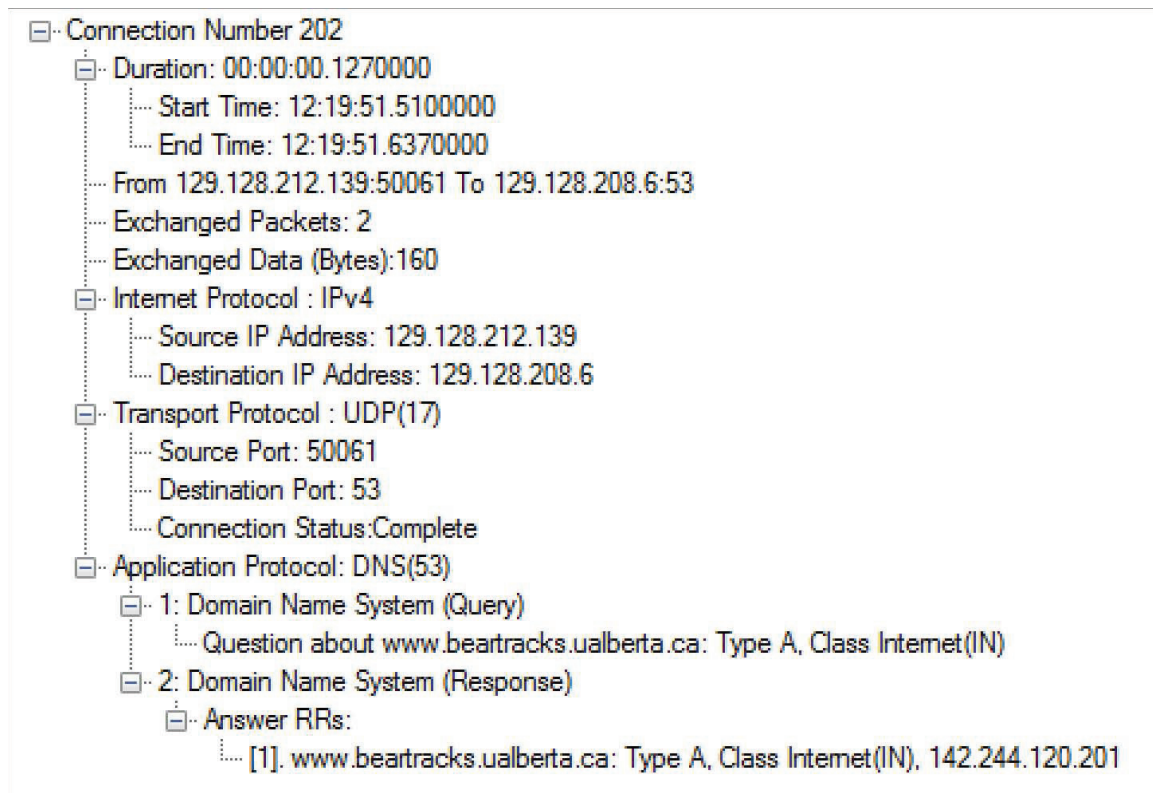 Connection Number 202
Duration: 00:00:00.1270000
Start Time: 12:19:51.5100000
End Time: 12:19:51.6370000
From 129.128.212.139:50061 To 129.128.208.6:53
Exchanged Packets: 2
Exchanged Data (Bytes):160
Internet Protocol : IPv4
Source IP Address: 129.128.212.139
Destination IP Address: 129.128.208.6
Transport Protocol : UDP(17)
Source Port: 50061
Destination Port: 53
Connection Status:Complete
Application Protocol: DNS(53)
1: Domain Name System (Query)
Question about www.beartracks.ualberta.ca: Type A, Class Internet(IN)
2: Domain Name System (Response)
Answer RRs:
[1]. www.beartracks.ualberta.ca: Type A, Class Internet(IN), 142.244.120.201